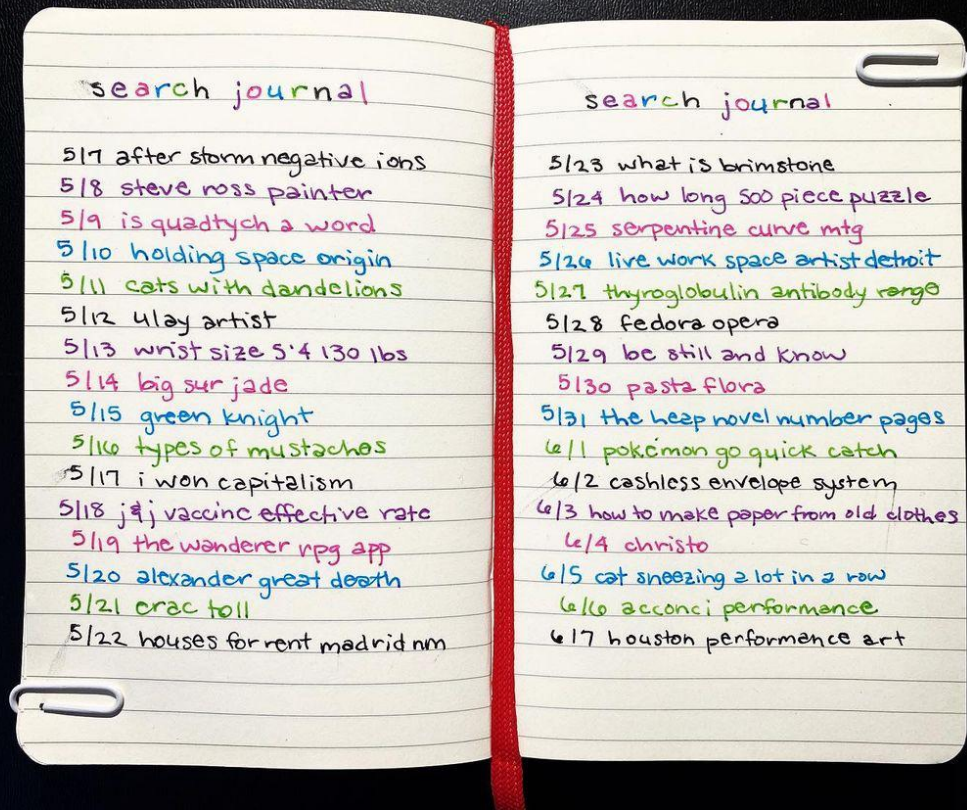 search journal
5/7 after storm negative ions
5/8 steve ross painter
5/9 is quadtych a word
5/10 holding space origin
5/11 cats with dandelions
5/12 ulay artist
5/13 wrist size 5'4 130 lbs
5/14 big sur jade
5/15 green knight
5/16 types of mustaches
5/17 i won capitalism
5/18 j&j vaccine effective rate
5/19 the wanderer rpg app
5/20 alexander great death
5/21 erac toll
5/22 houses for rent madrid nm
search journal
5/23 what is brimstone
5/24 how long 500 piece puzzle
5/25 serpentine curve mtg
5/26 live work space artist detroit
5/27 thyroglobulin antibody range
5/28 fedora opera
5/29 be still and know
5/30 pasta flora
5/31 the heap novel number pages
6/1 pokémon go quick catch
6/2 cashless envelope system
6/3 how to make paper from old clothes
6/4 christo
6/5 cat sneezing a lot in a row
6/6 acconci performance
6/7 houston performance art